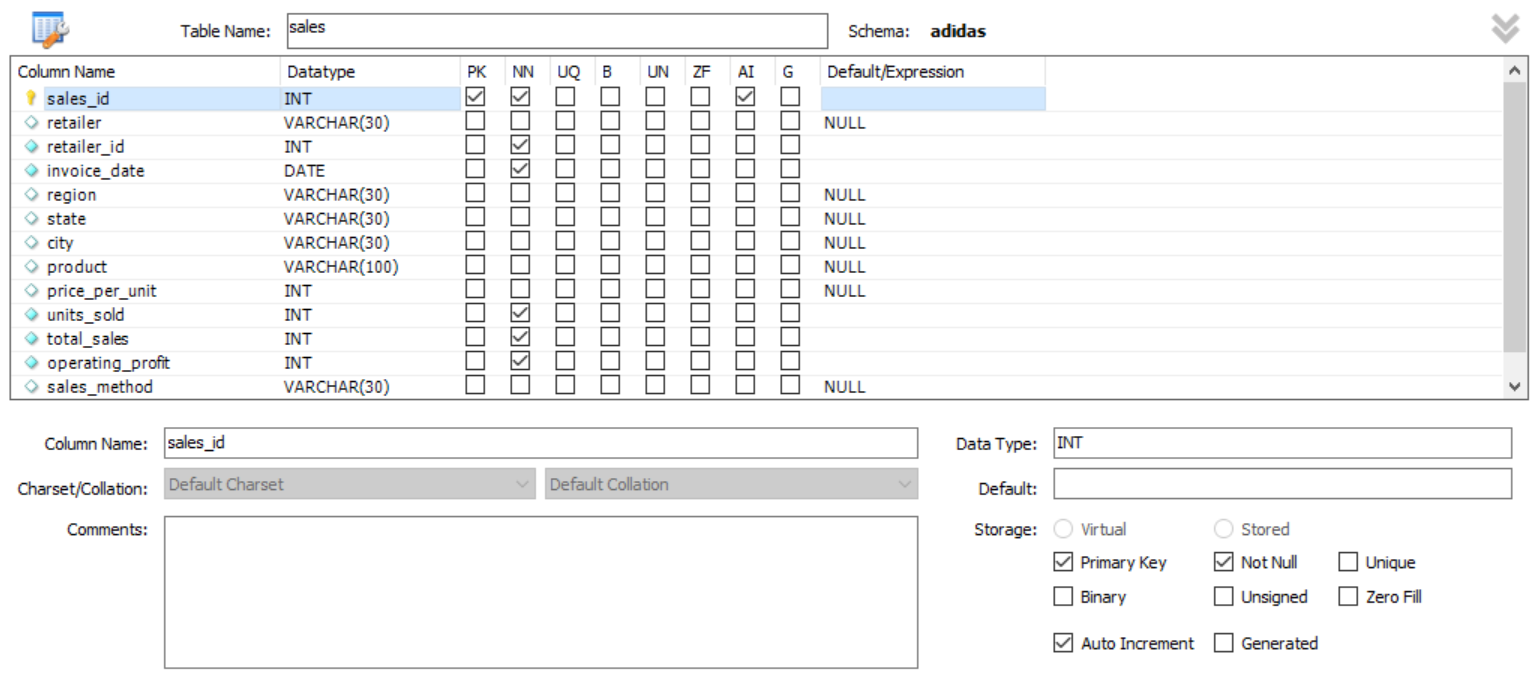 Table Name: sales Schema: adidas
Column Name Datatype PK NN UQ B UN ZF AI G Default/Expression
sales_id INT
retailer VARCHAR(30) NULL
retailer_id INT
invoice_date DATE
region VARCHAR(30) NULL
state VARCHAR(30) NULL
city VARCHAR(30) NULL
product VARCHAR(100) NULL
price_per_unit INT NULL
units_sold INT
total_sales INT
operating_profit INT
sales_method VARCHAR(30) NULL
Column Name: sales_id Data Type: INT
Charset/Collation: Default Charset Default Collation Default:
Comments: Storage: Virtual Stored
Primary Key Not Null Unique
Binary Unsigned Zero Fill
Auto Increment Generated